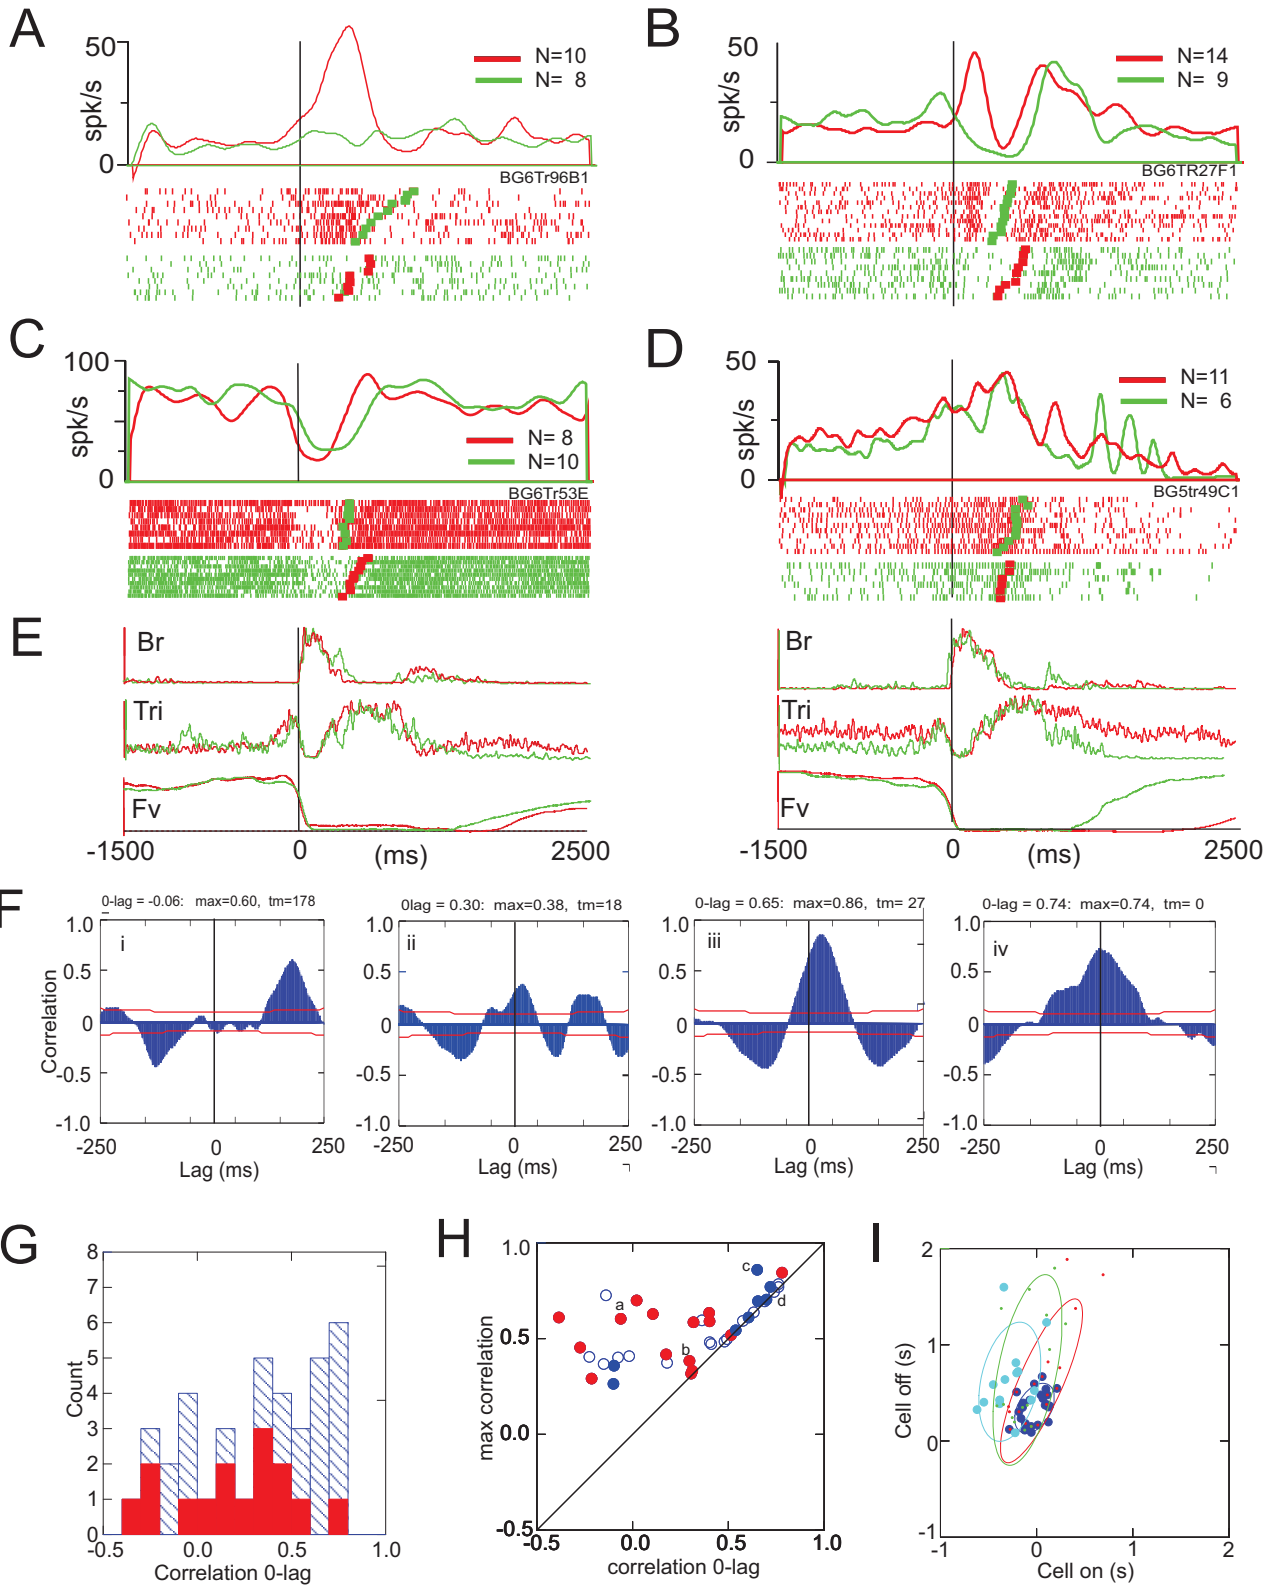 A
50
spk/s
0
N=10
N= 8
BG6Tr96B1
B
50
spk/s
0
N=14
N= 9
BG6TR27F1
C
100
spk/s
0
N= 8
N=10
BG6Tr53E
D
50
spk/s
0
N=11
N= 6
BG5tr49C1
E
Br
Tri
Fv
-1500
0
(ms)
2500
Br
Tri
Fv
-1500
0
(ms)
2500
F
0-lag = -0.06: max=0.60, tm=178
i
1.0
0.5
0
-0.5
-1.0
Correlation
-250
0
250
Lag (ms)
0lag = 0.30: max=0.38, tm=18
ii
1.0
0.5
0
-0.5
-1.0
-250
0
250
Lag (ms)
0-lag = 0.65: max=0.86, tm= 27
iii
1.0
0.5
0
-0.5
-1.0
-250
0
250
Lag (ms)
0-lag = 0.74: max=0.74, tm= 0
iv
1.0
0.5
0
-0.5
-1.0
-250
0
250
Lag (ms)
G
8
7
6
5
4
3
2
1
0
Count
-0.5
0.0
0.5
1.0
Correlation 0-lag
H
1.0
0.5
0.0
-0.5
max correlation
a
b
c
d
0.0
0.5
1.0
correlation 0-lag
I
2
1
0
-1
Cell off (s)
-1
0
1
2
Cell on (s)